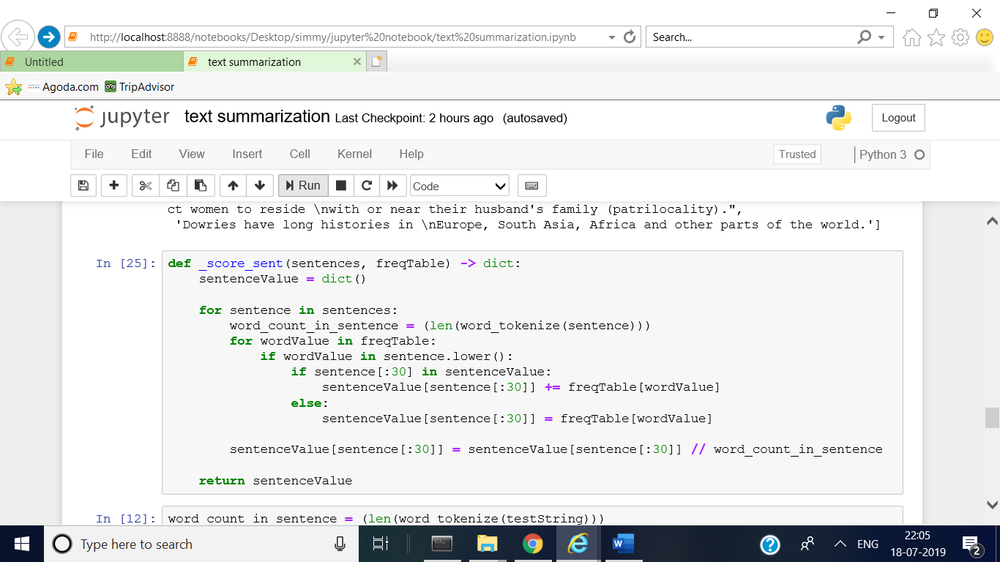 http://localhost:8888/notebooks/Desktop/simmy/jupyter%20notebook/text%20summarization.ipynb
Search...
Untitled
text summarization
Agoda.com
TripAdvisor
jupyter text summarization Last Checkpoint: 2 hours ago (autosaved)
Logout
File Edit View Insert Cell Kernel Help
Trusted
Python 3
Run
Code
ct women to reside \nwith or near their husband's family (patrilocality).",
'Dowries have long histories in \nEurope, South Asia, Africa and other parts of the world.']
In [25]: def _score_sent(sentences, freqTable) -> dict:
    sentenceValue = dict()
    for sentence in sentences:
        word_count_in_sentence = (len(word_tokenize(sentence)))
        for wordValue in freqTable:
            if wordValue in sentence.lower():
                if sentence[:30] in sentenceValue:
                    sentenceValue[sentence[:30]] += freqTable[wordValue]
                else:
                    sentenceValue[sentence[:30]] = freqTable[wordValue]
        sentenceValue[sentence[:30]] = sentenceValue[sentence[:30]] // word_count_in_sentence
    return sentenceValue
In [12]: word_count_in_sentence = (len(word_tokenize(testString)))
Type here to search
W
ENG
22:05
18-07-2019
2